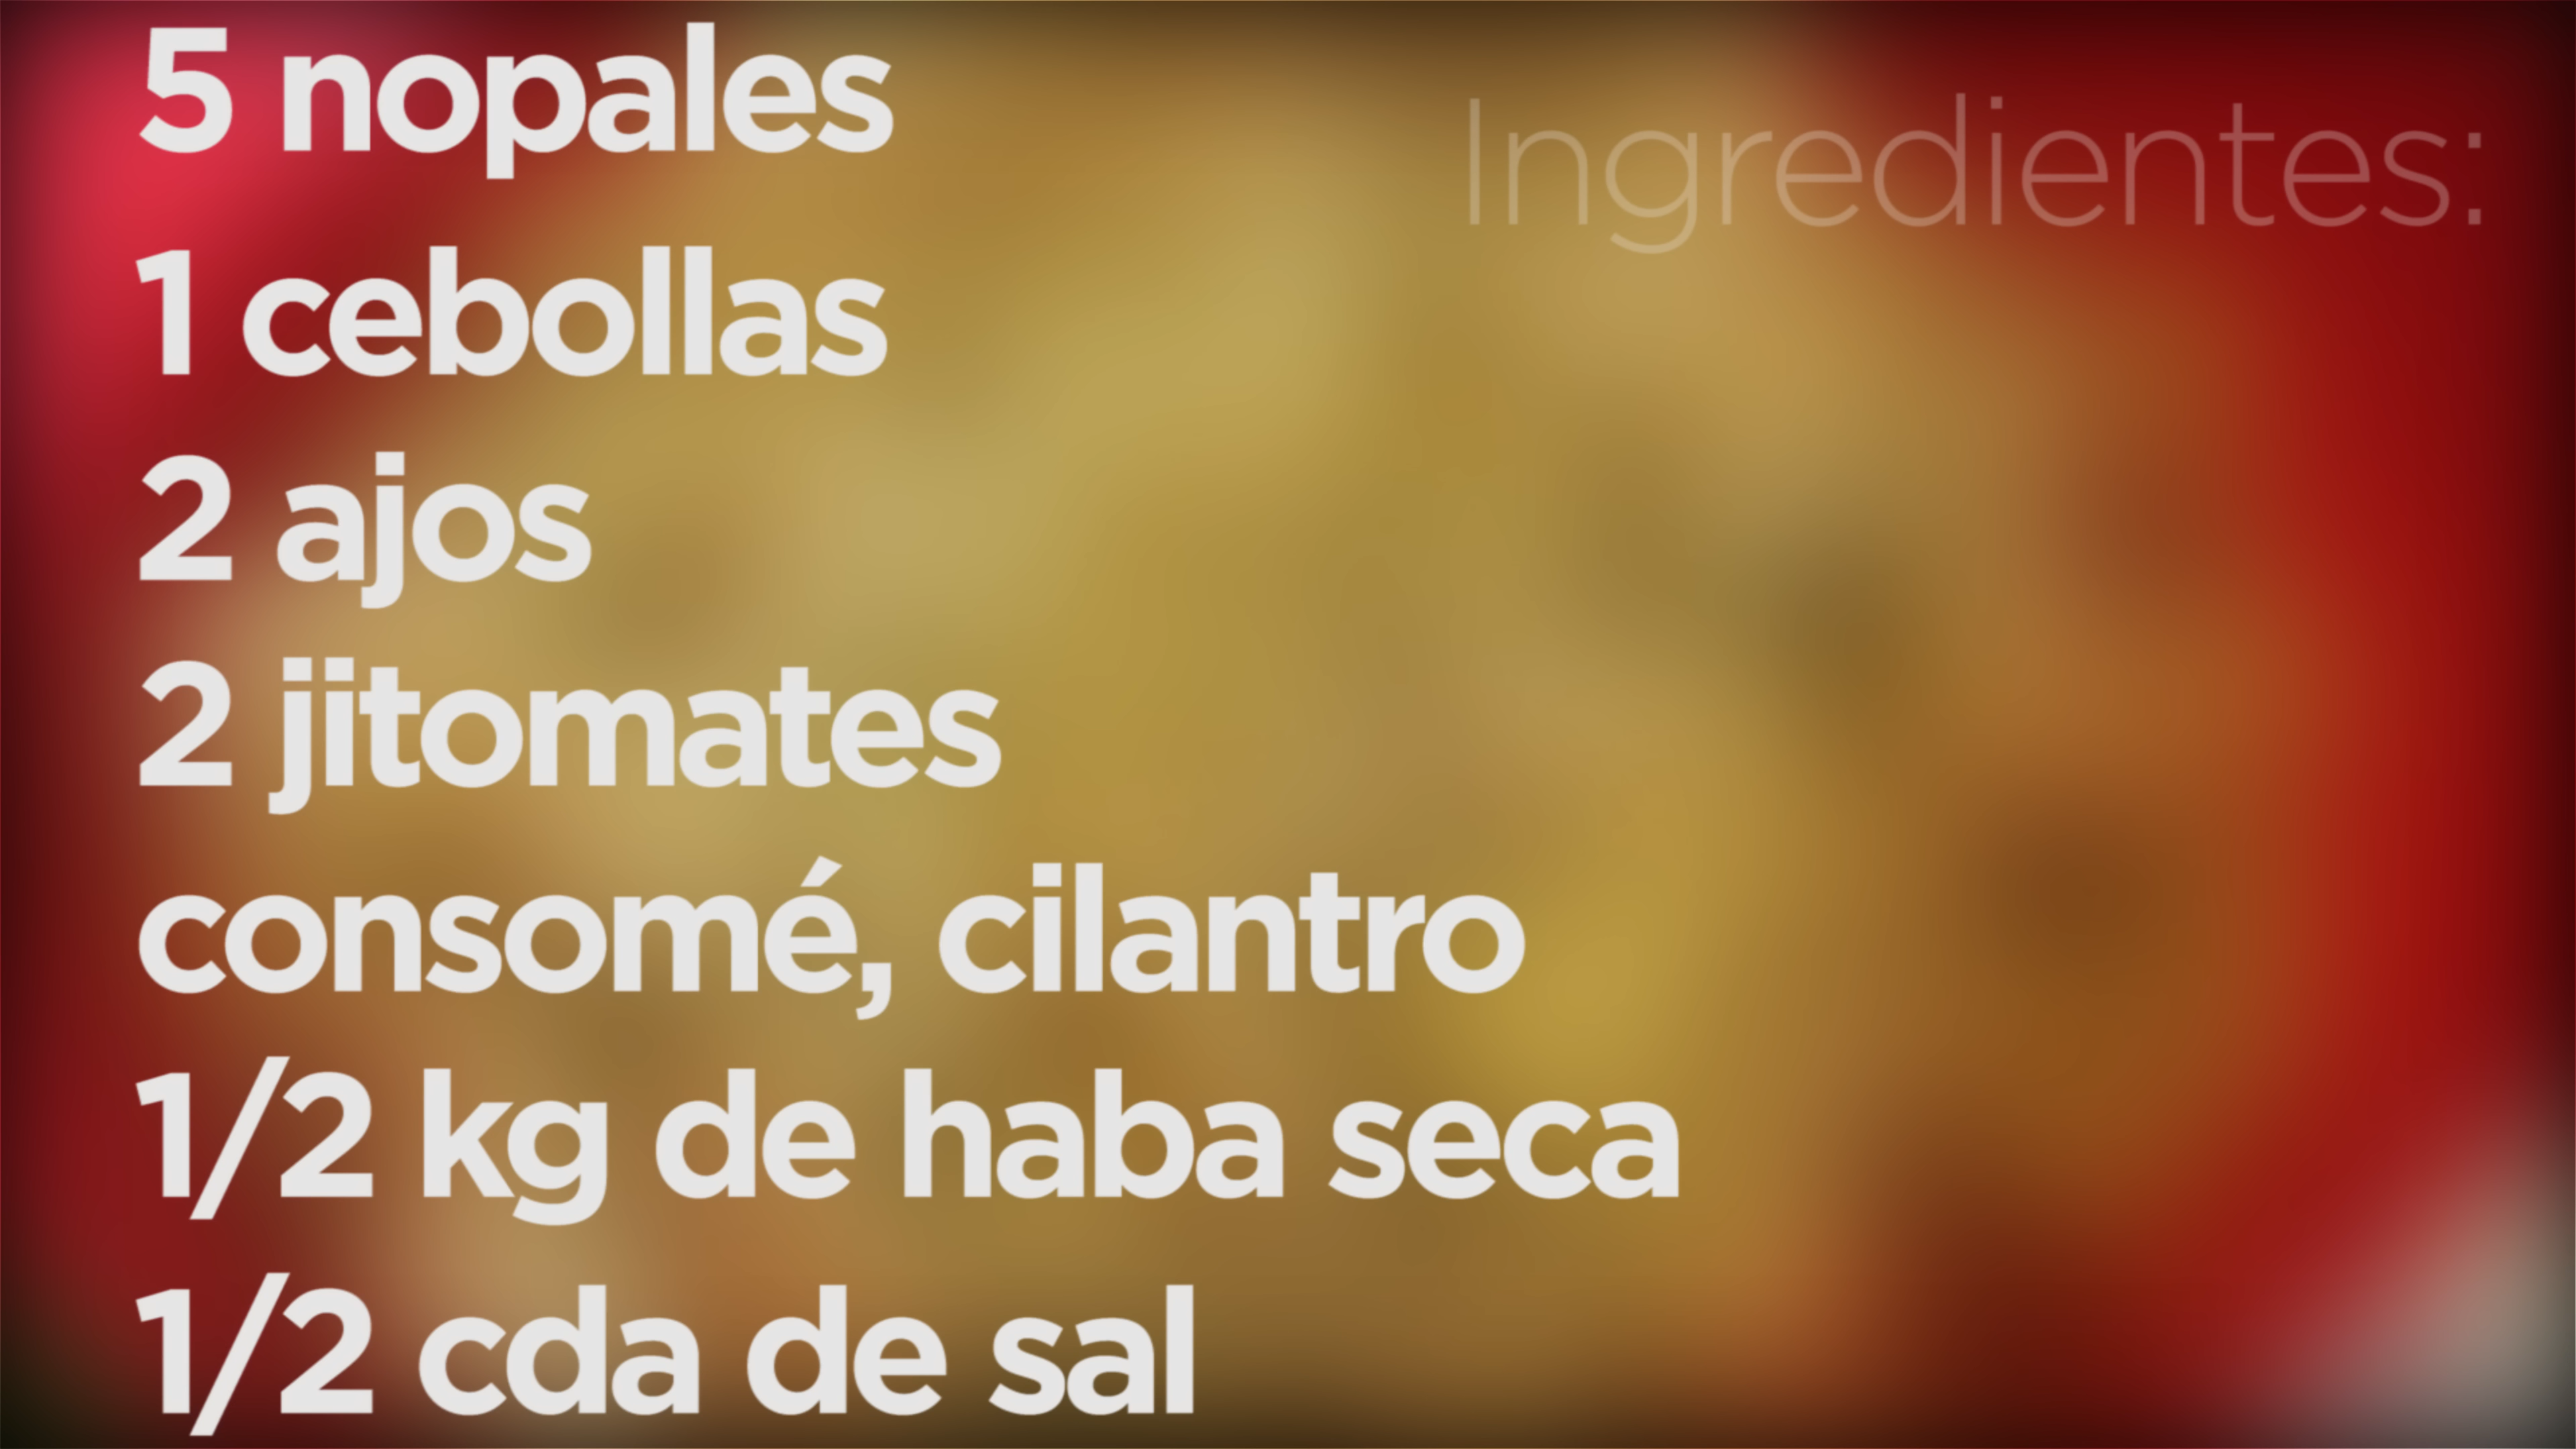 Ingredientes:
5 nopales
1 cebollas
2 ajos
2 jitomates
consomé, cilantro
1/2 kg de haba seca
1/2 cda de sal